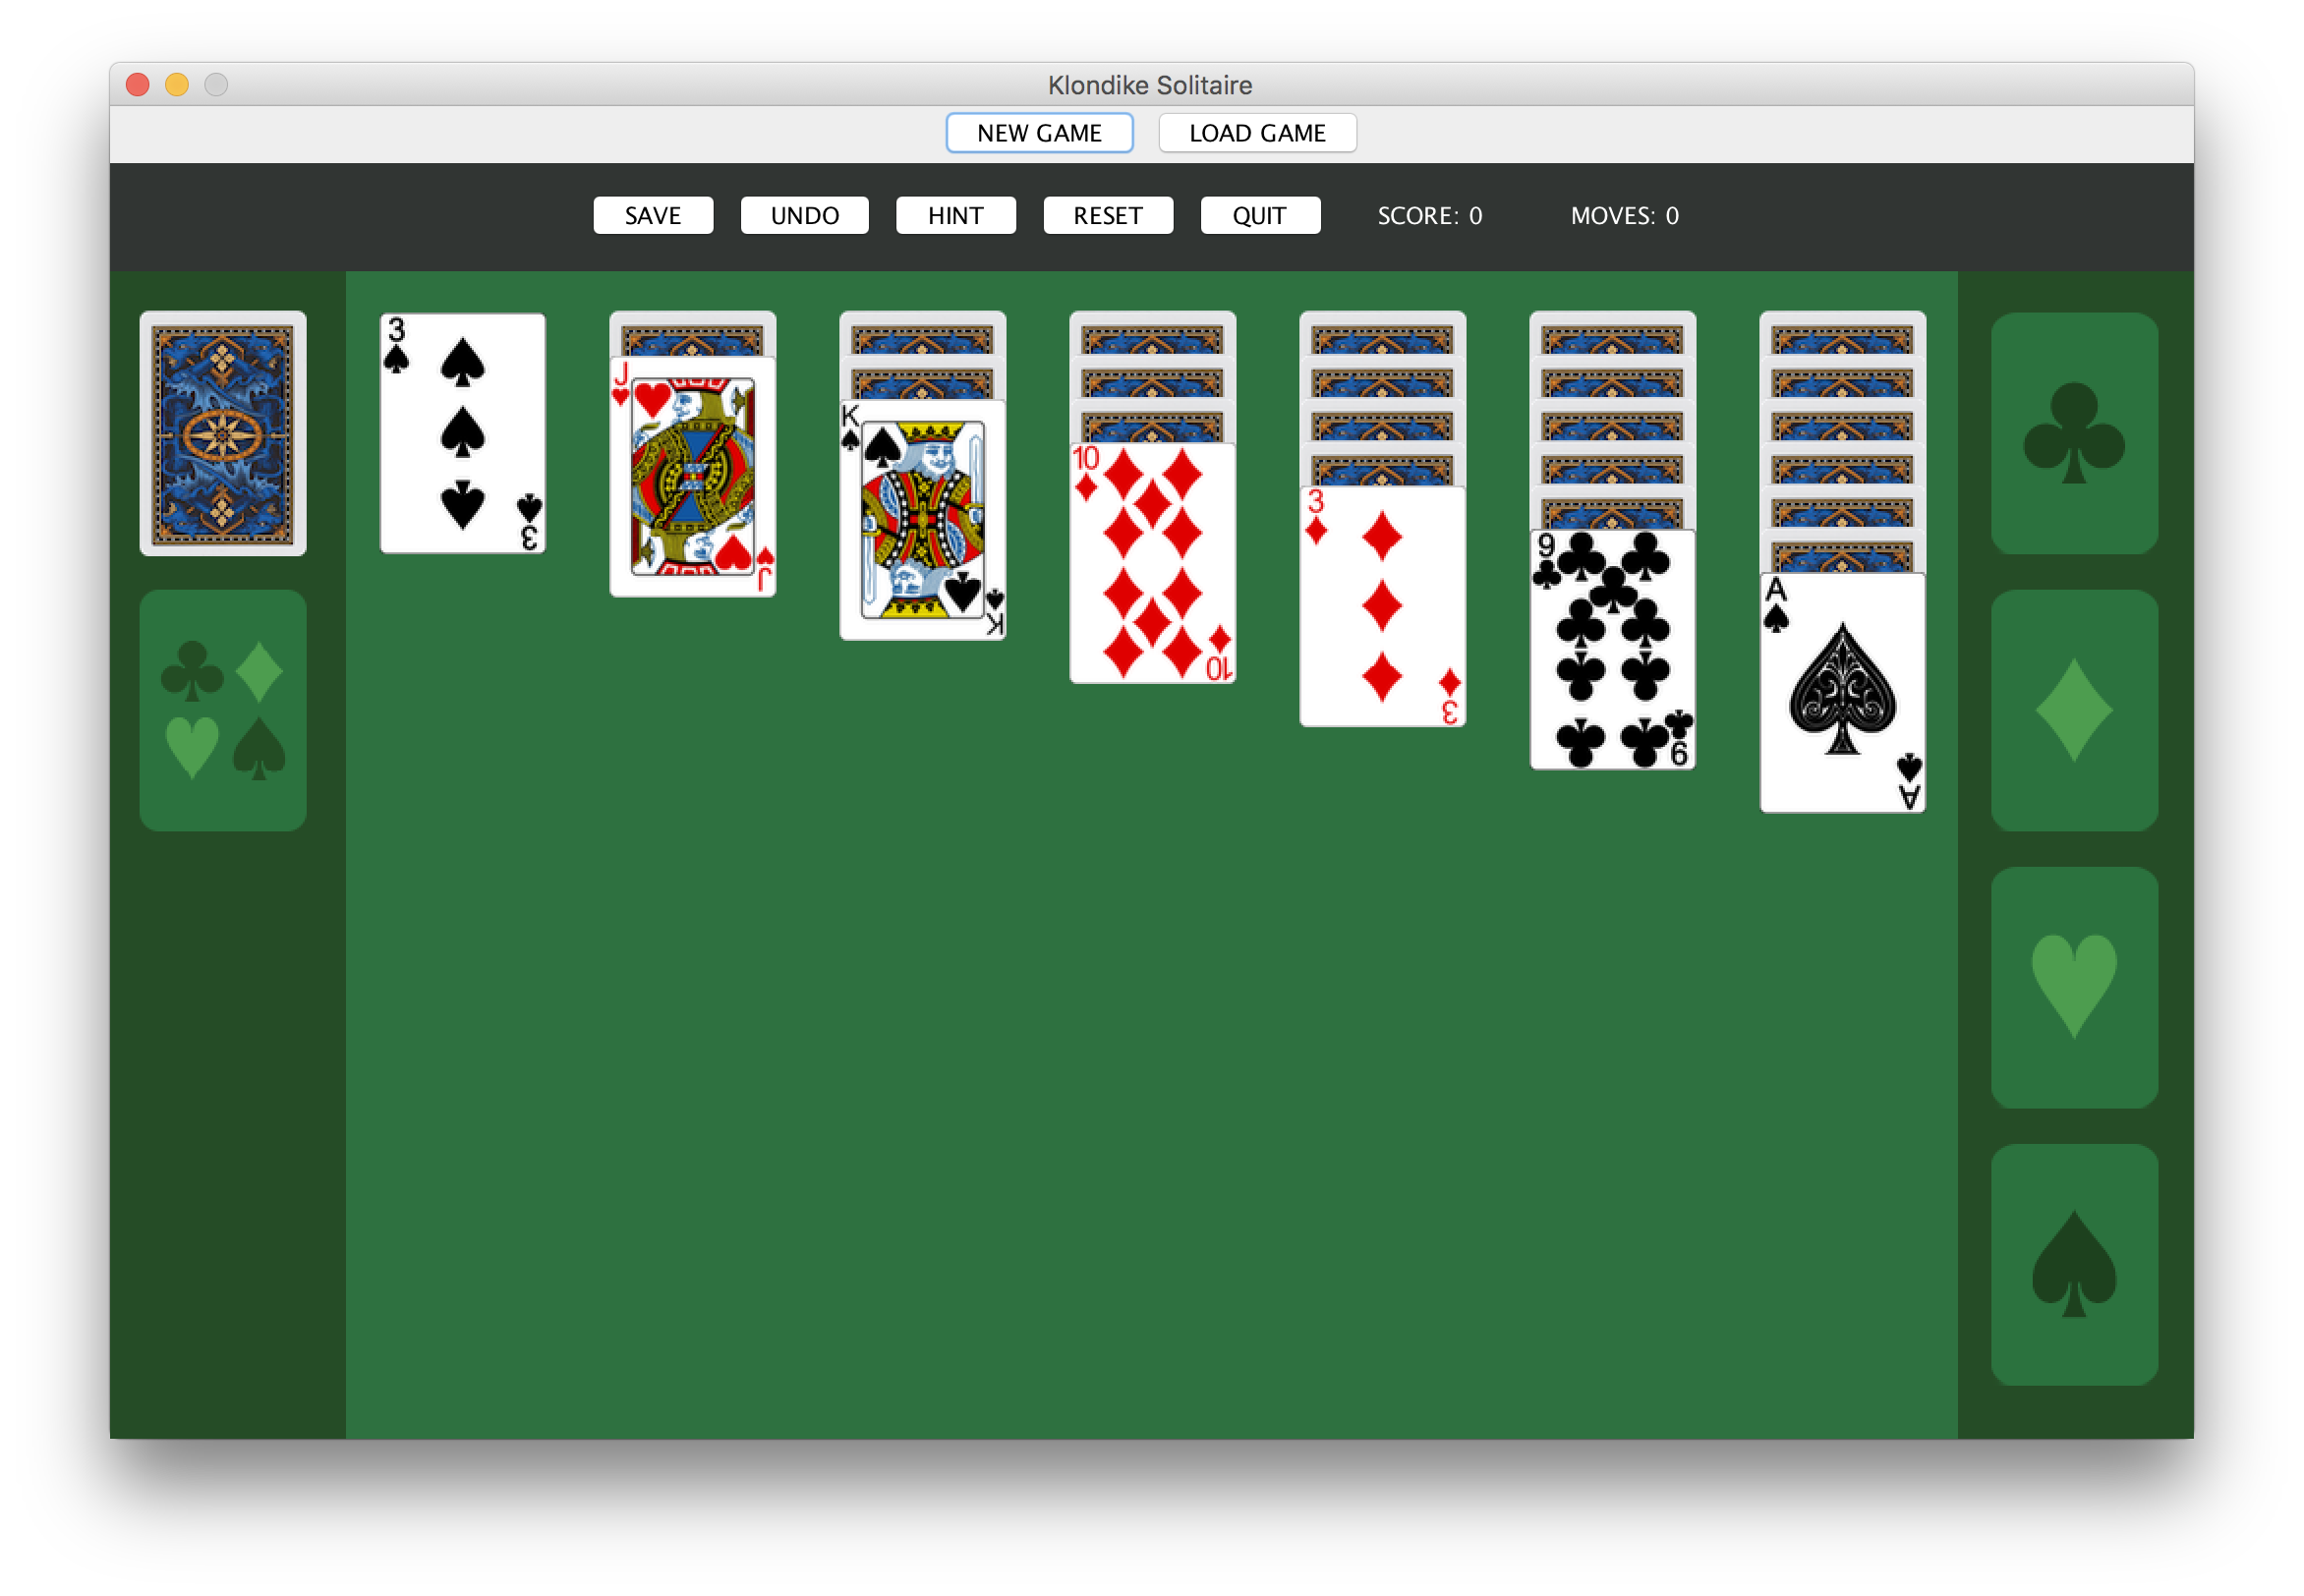 Klondike Solitaire
NEW GAME LOAD GAME
SAVE UNDO HINT RESET QUIT SCORE: 0 MOVES: 0
3 J K 10 3 9 A
3 J K 10 3 9 A